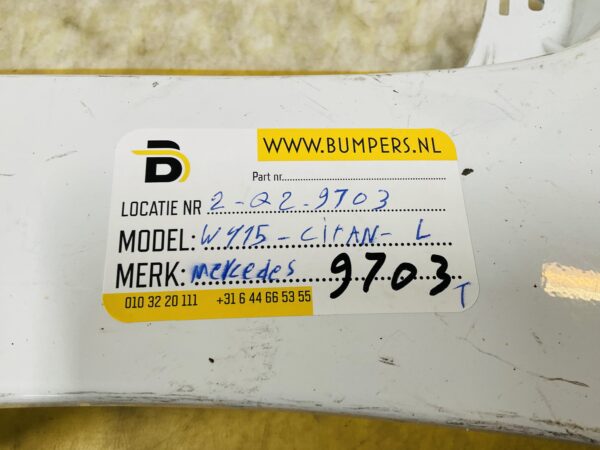 WWW.BUMPERS.NL
Part nr
LOCATIE NR 2-Q2-9703
MODEL: W415-CITAN-L
MERK: Mercedes 9703 T
010 32 20 111 +31 6 44 66 53 55